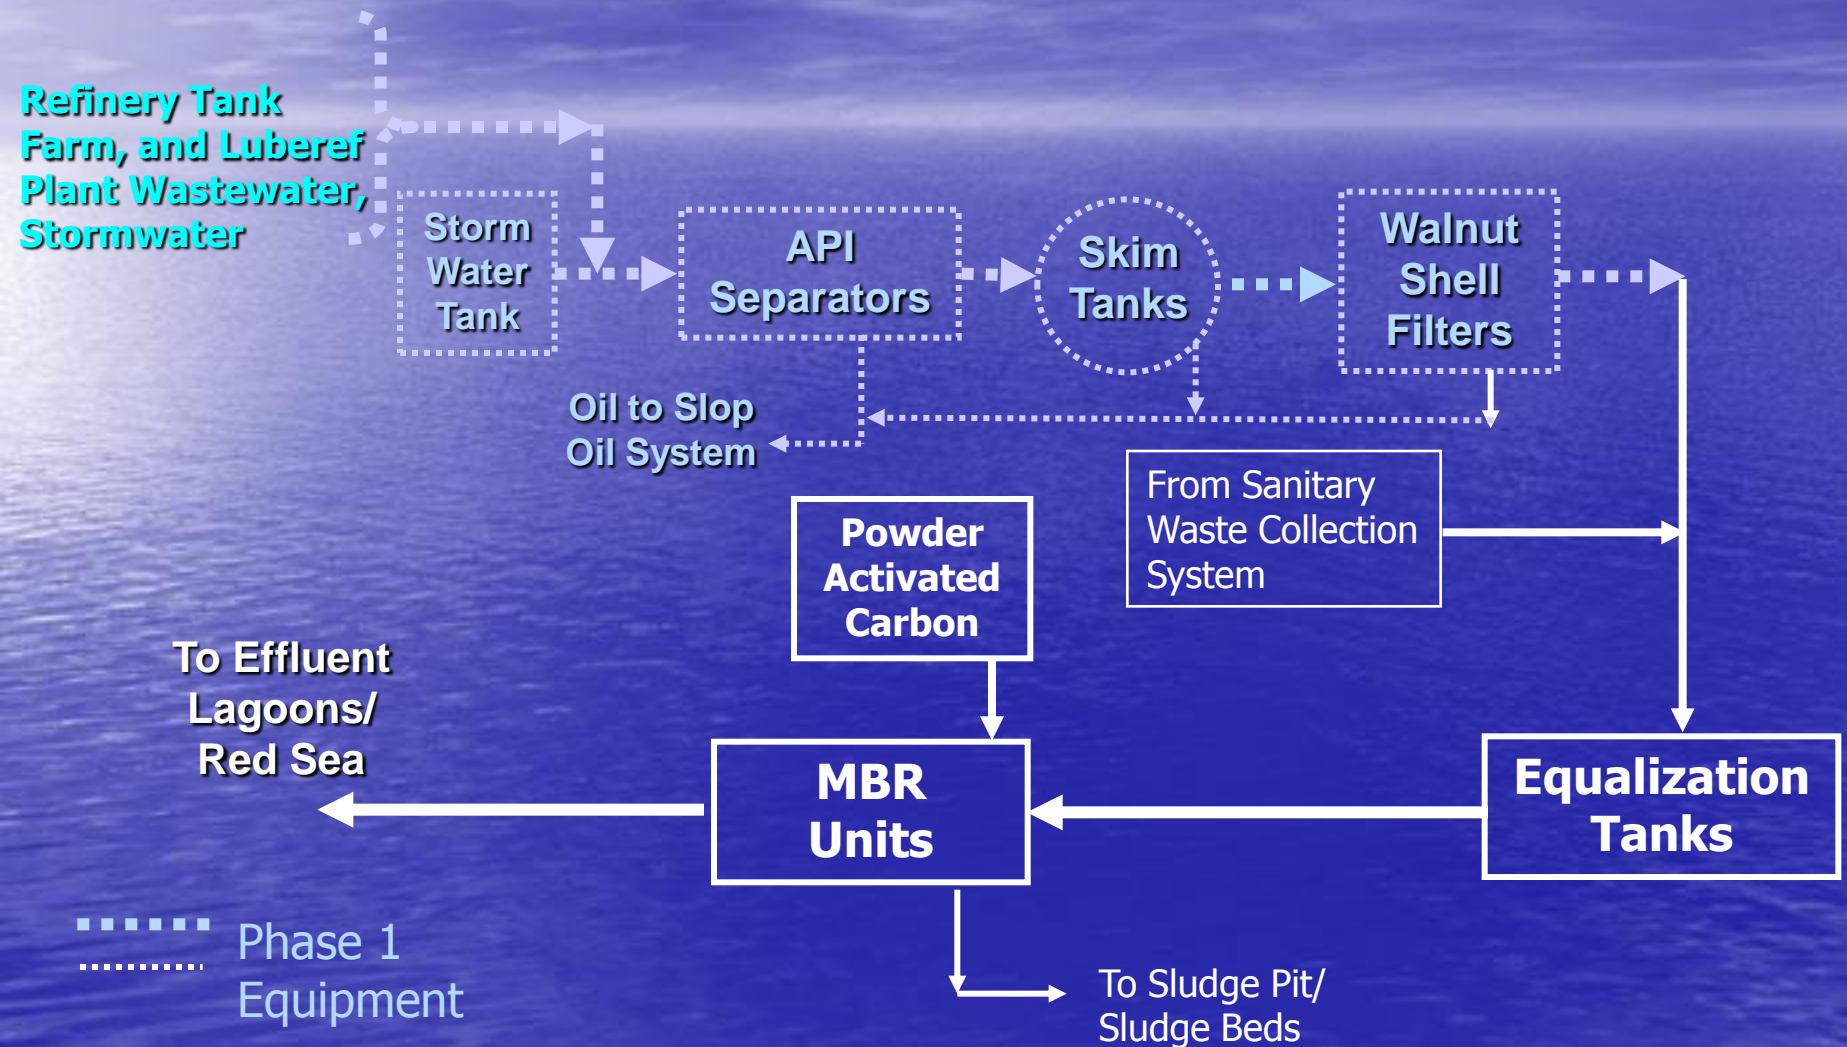 Refinery Tank
Farm, and Luberef
Plant Wastewater,
Stormwater
Storm
Water
Tank
API
Separators
Skim
Tanks
Walnut
Shell
Filters
Oil to Slop
Oil System
From Sanitary
Waste Collection
System
Powder
Activated
Carbon
To Effluent
Lagoons/
Red Sea
MBR
Units
Equalization
Tanks
Phase 1
Equipment
To Sludge Pit/
Sludge Beds